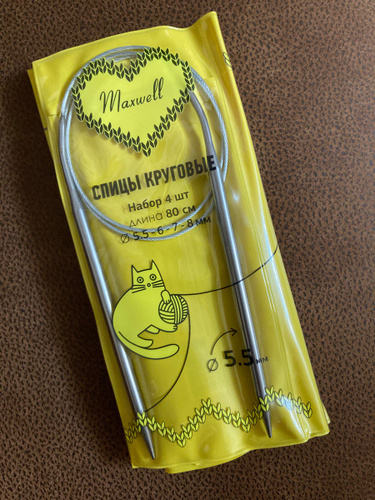 Maxwell
СПИЦЫ КРУГОВЫЕ
Набор 4 шт
длина 80 см
Ø 5.5 - 6 - 7 - 8 мм
Ø 5.5 мм